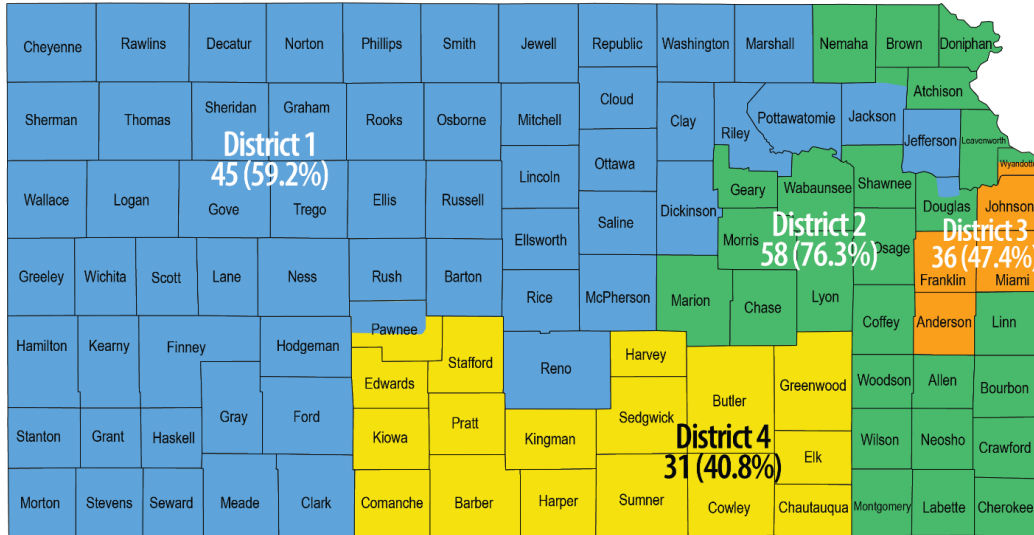 Cheyenne Rawlins Decatur Norton Phillips Smith Jewell Republic Washington Marshall Nemaha Brown Doniphan
Atchison
Sherman Thomas Sheridan Graham Rooks Osborne Mitchell Cloud Clay Riley Pottawatomie Jackson Jefferson Leavenworth
District 1
45 (59.2%)
Ottawa
Wyandotte
Lincoln
Wallace Logan Gove Trego Ellis Russell Saline Dickinson Geary Wabaunsee Shawnee Douglas Johnson
Ellsworth Morris
District 2
58 (76.3%)
District 3
36 (47.4%)
Osage
Greeley Wichita Scott Lane Ness Rush Barton Rice McPherson Marion Chase Lyon Franklin Miami
Coffey Anderson Linn
Hamilton Kearny Finney Hodgeman Pawnee Stafford Reno Harvey
Edwards Greenwood Woodson Allen Bourbon
Butler
Gray Ford Kiowa Pratt Kingman Sedgwick
Stanton Grant Haskell Wilson Neosho Crawford
District 4
31 (40.8%)
Elk
Morton Stevens Seward Meade Clark Comanche Barber Harper Sumner Cowley Chautauqua Montgomery Labette Cherokee